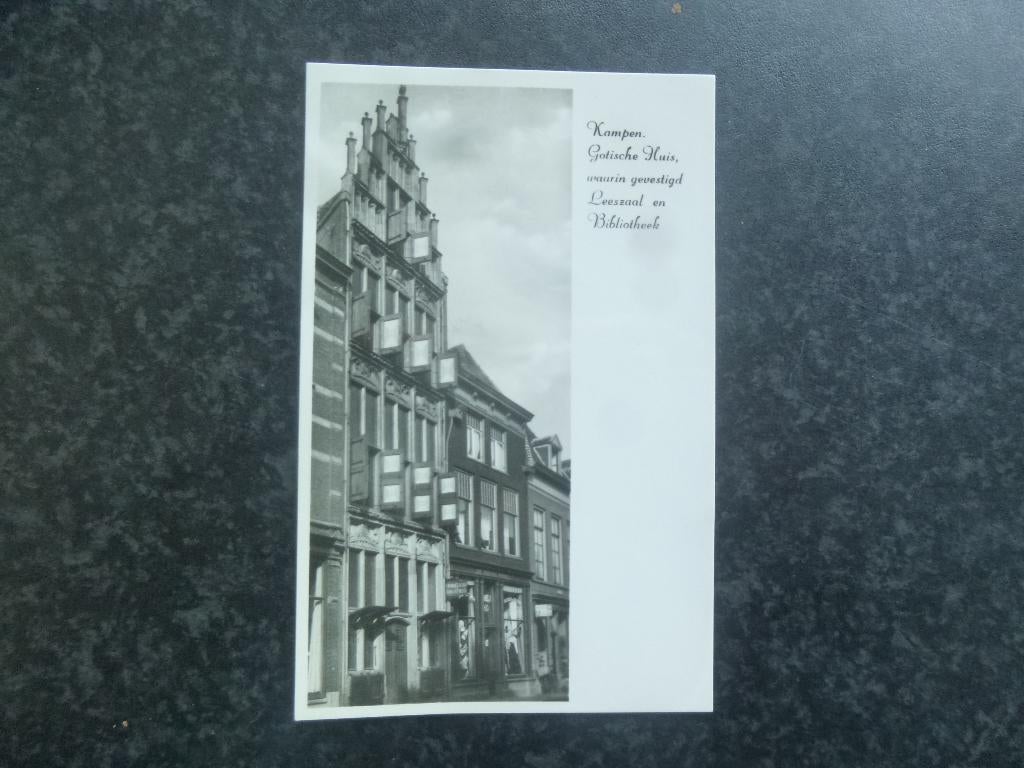 Kampen.
Gotische Huis,
waarin gevestigd
Leeszaal en
Bibliotheek